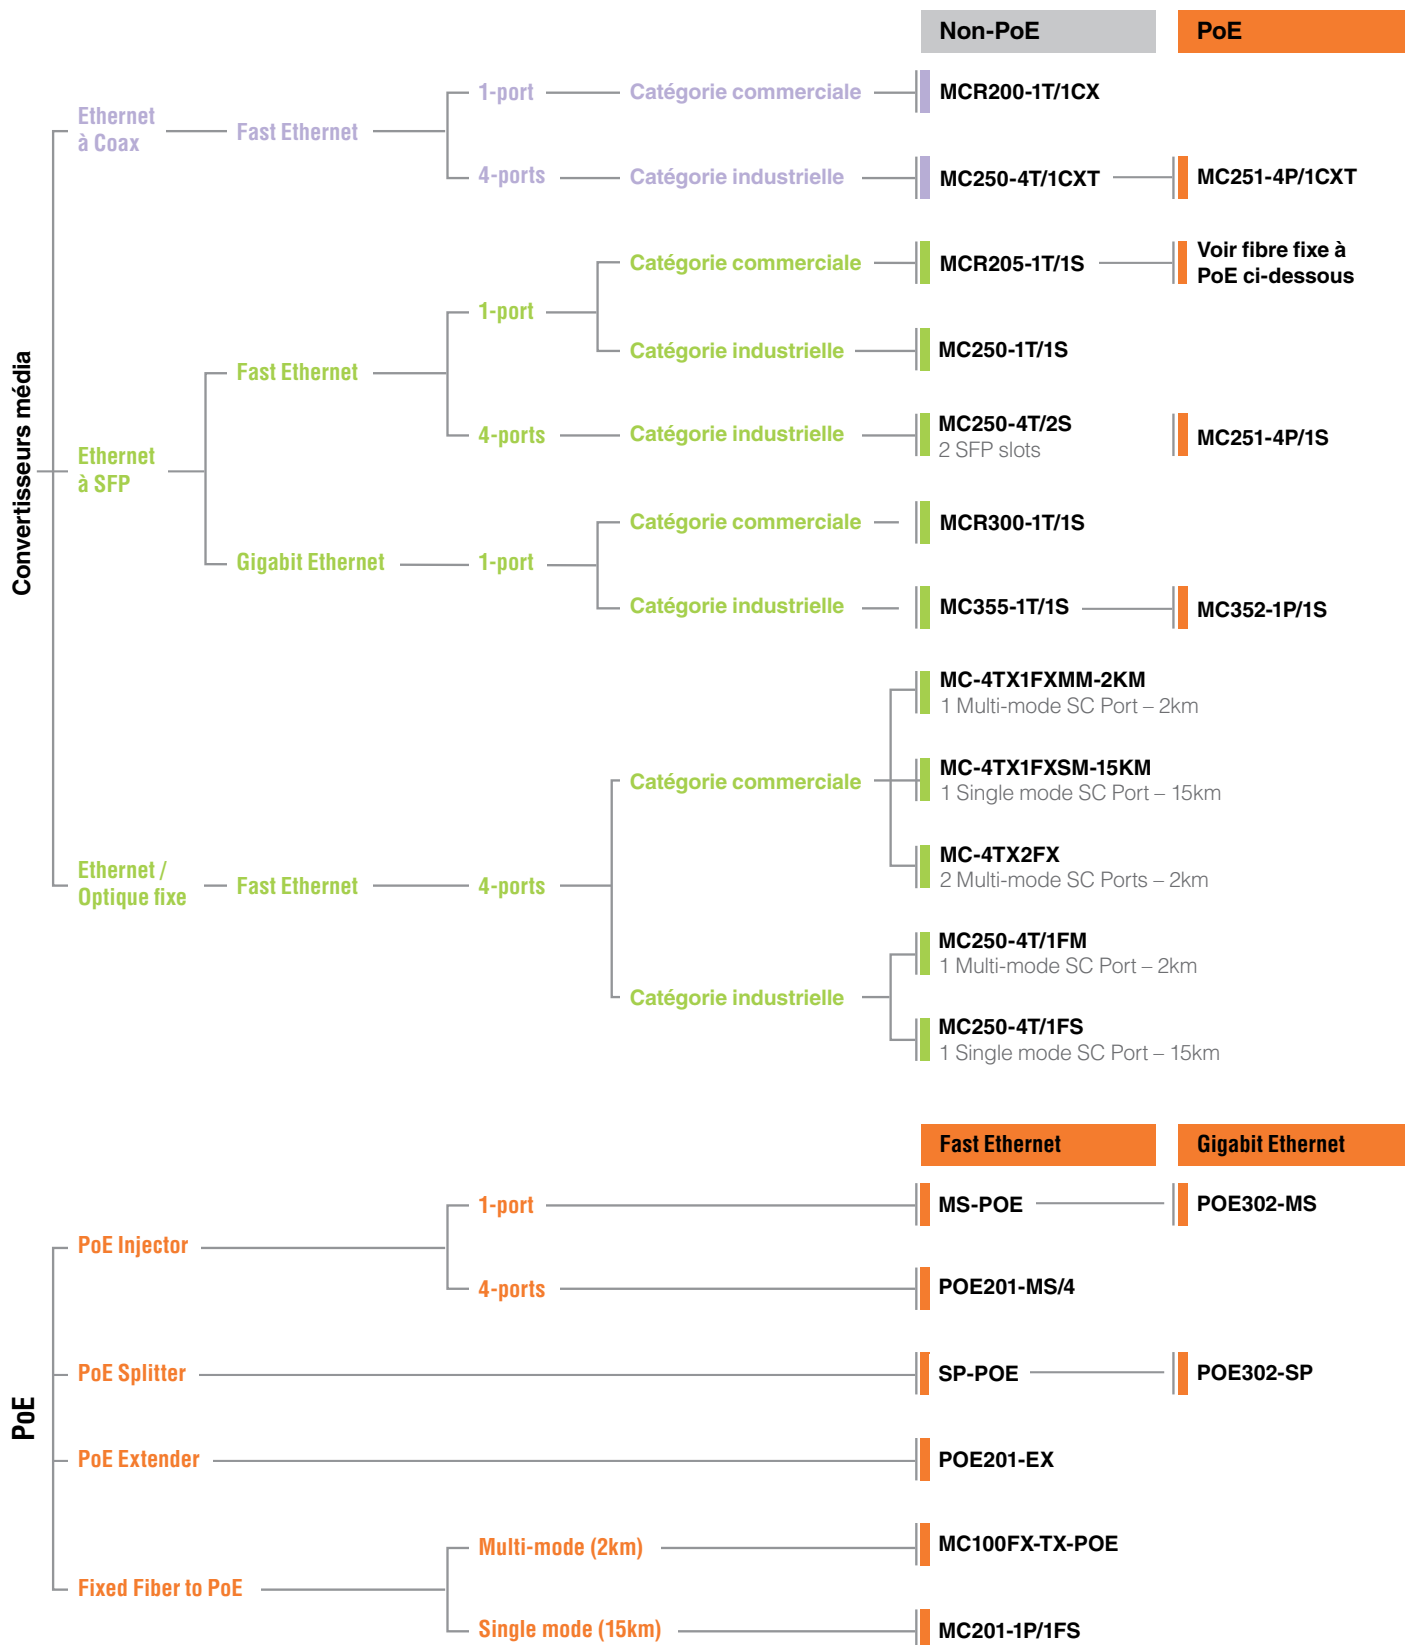 Non-PoE
PoE
Convertisseurs média
Ethernet
à Coax
Fast Ethernet
1-port
Catégorie commerciale
MCR200-1T/1CX
4-ports
Catégorie industrielle
MC250-4T/1CXT
MC251-4P/1CXT
Ethernet
à SFP
Fast Ethernet
1-port
Catégorie commerciale
MCR205-1T/1S
Voir fibre fixe à
PoE ci-dessous
Catégorie industrielle
MC250-1T/1S
4-ports
Catégorie industrielle
MC250-4T/2S
2 SFP slots
MC251-4P/1S
Gigabit Ethernet
1-port
Catégorie commerciale
MCR300-1T/1S
Catégorie industrielle
MC355-1T/1S
MC352-1P/1S
Ethernet /
Optique fixe
Fast Ethernet
4-ports
Catégorie commerciale
MC-4TX1FXMM-2KM
1 Multi-mode SC Port – 2km
MC-4TX1FXSM-15KM
1 Single mode SC Port – 15km
MC-4TX2FX
2 Multi-mode SC Ports – 2km
Catégorie industrielle
MC250-4T/1FM
1 Multi-mode SC Port – 2km
MC250-4T/1FS
1 Single mode SC Port – 15km
Fast Ethernet
Gigabit Ethernet
PoE
PoE Injector
1-port
MS-POE
POE302-MS
4-ports
POE201-MS/4
PoE Splitter
SP-POE
POE302-SP
PoE Extender
POE201-EX
Fixed Fiber to PoE
Multi-mode (2km)
MC100FX-TX-POE
Single mode (15km)
MC201-1P/1FS